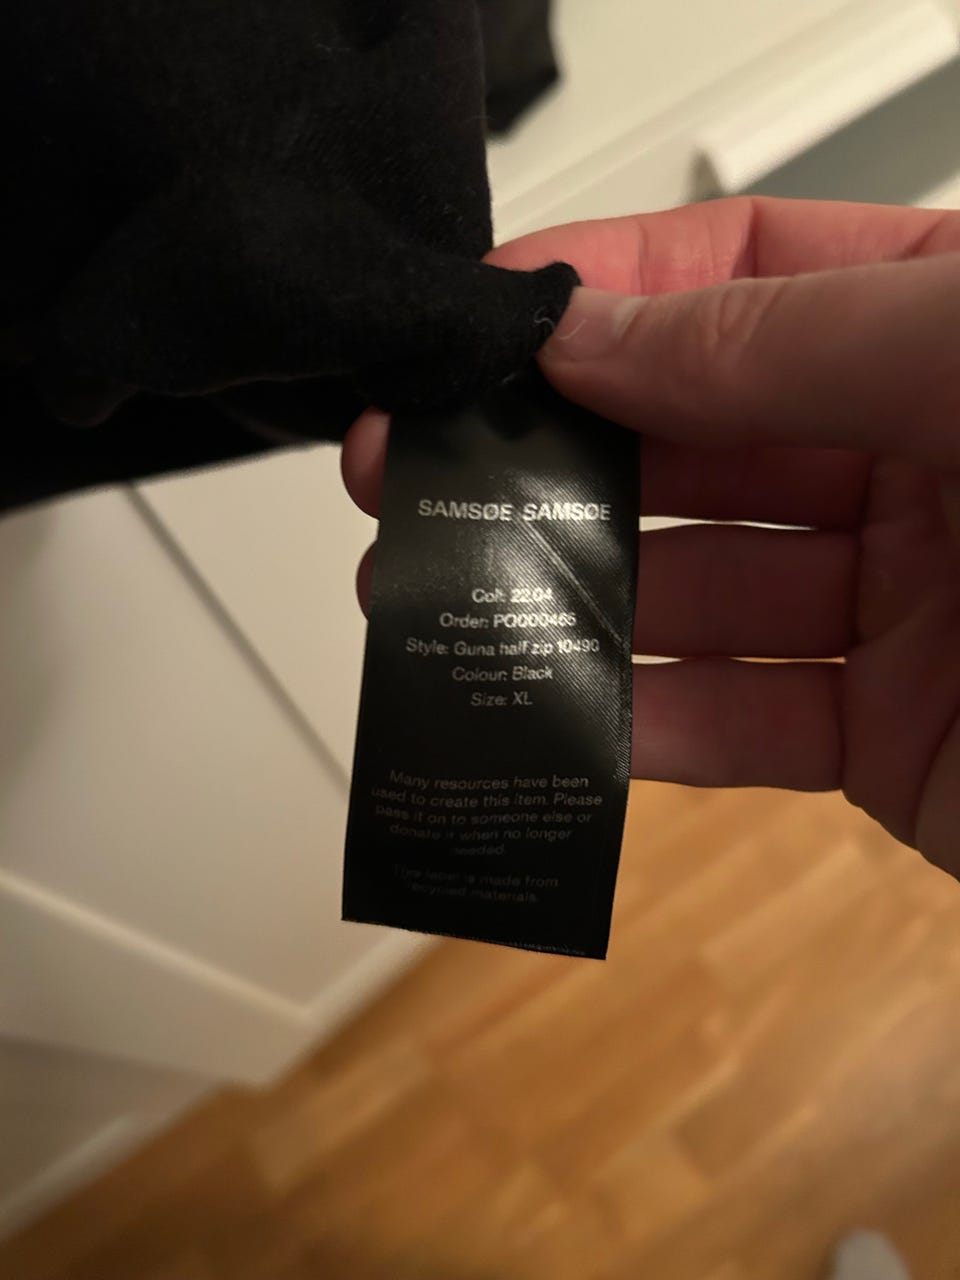 SAMSØE SAMSØE
Col: 22.04
Order: PO000466
Style: Guna half zip 10490
Colour: Black
Size: XL
Many resources have been
used to create this item. Please
pass it on to someone else or
donate it when no longer
needed.
This label is made from
recycled materials.